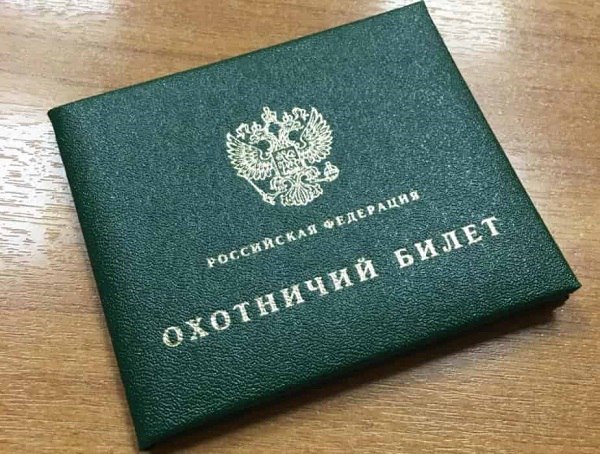 РОССИЙСКАЯ ФЕДЕРАЦИЯ
ОХОТНИЧИЙ БИЛЕТ